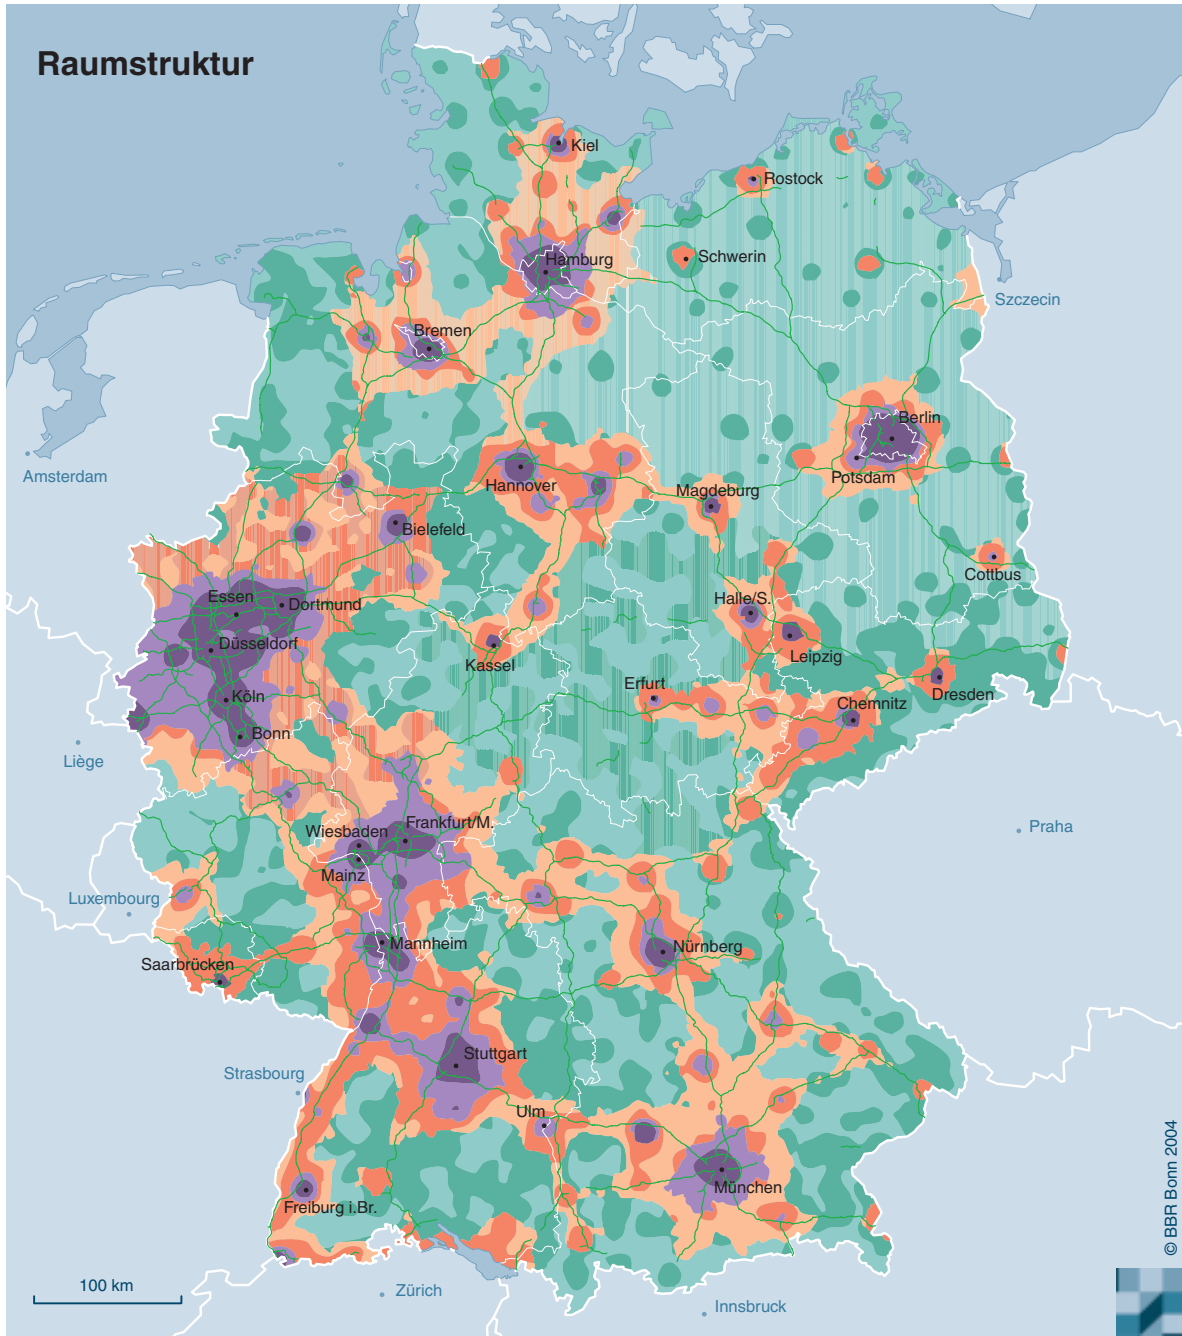 Raumstruktur
Kiel
Rostock
Schwerin
Hamburg
Szczecin
Bremen
Berlin
Amsterdam
Potsdam
Hannover
Magdeburg
Bielefeld
Cottbus
Essen
Dortmund
Halle/S.
Düsseldorf
Leipzig
Kassel
Erfurt
Dresden
Köln
Chemnitz
Bonn
Liège
Wiesbaden
Frankfurt/M.
Praha
Mainz
Luxembourg
Mannheim
Nürnberg
Saarbrücken
Stuttgart
Strasbourg
Ulm
München
Freiburg i.Br.
© BBR Bonn 2004
100 km
Zürich
Innsbruck